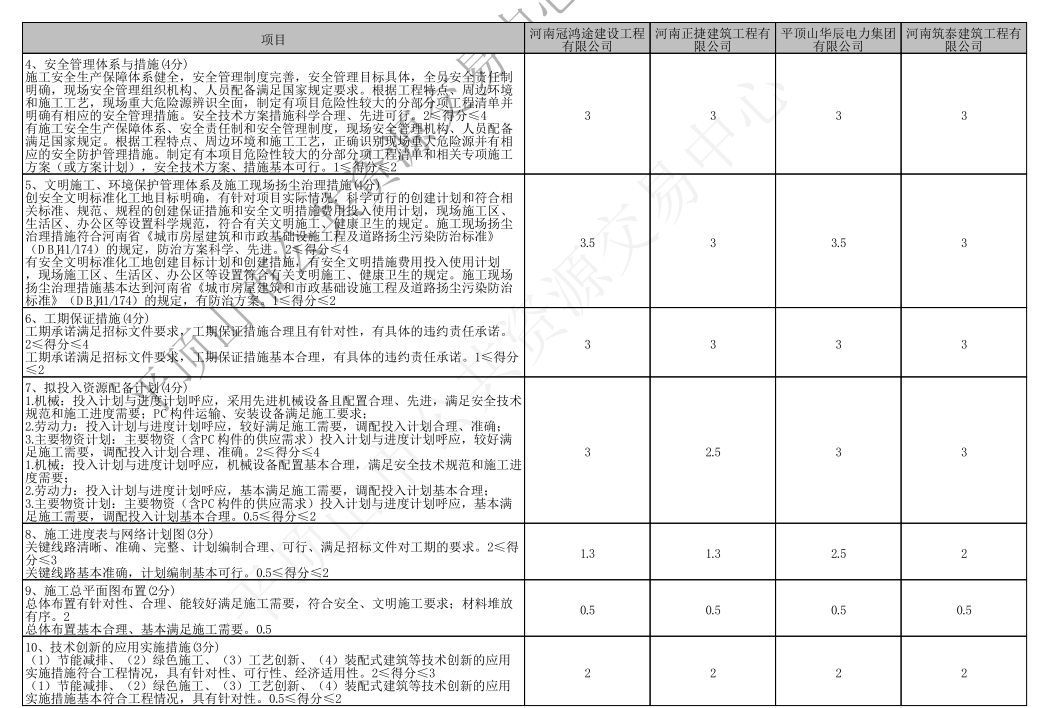 项目
河南冠鸿途建设工程有限公司
河南正捷建筑工程有限公司
平顶山华辰电力集团有限公司
河南筑泰建筑工程有限公司
4、安全管理体系与措施(4分)
施工安全生产保障体系健全，安全管理制度完善，安全管理目标具体，全员安全责任制
明确，现场安全管理组织机构、人员配备满足国家规定要求。根据工程特点、周边环境
和施工工艺，现场重大危险源辨识全面，制定有项目危险性较大的分部分项工程清单并
明确有相应的安全管理措施。安全技术方案措施科学合理、先进可行。2≤得分≤4
有施工安全生产保障体系、安全责任制和安全管理制度，现场安全管理机构、人员配备
满足国家规定。根据工程特点、周边环境和施工工艺，正确识别现场重大危险源并有相
应的安全防护管理措施。制定有本项目危险性较大的分部分项工程清单和相关专项施工
方案（或方案计划），安全技术方案、措施基本可行。1≤得分≤2
3
3
3
3
5、文明施工、环境保护管理体系及施工现场扬尘治理措施(4分)
创安全文明标准化工地目标明确，有针对项目实际情况、科学可行的创建计划和符合相
关标准、规范、规程的创建保证措施和安全文明措施费用投入使用计划，现场施工区、
生活区、办公区等设置科学规范，符合有关文明施工、健康卫生的规定。施工现场扬尘
治理措施符合河南省《城市房屋建筑和市政基础设施工程及道路扬尘污染防治标准》
（DBJ41/174）的规定，防治方案科学、先进。2≤得分≤4
有安全文明标准化工地创建目标计划和创建措施，有安全文明措施费用投入使用计划
，现场施工区、生活区、办公区等设置符合有关文明施工、健康卫生的规定。施工现场
扬尘治理措施基本达到河南省《城市房屋建筑和市政基础设施工程及道路扬尘污染防治
标准》（DBJ41/174）的规定，有防治方案。1≤得分≤2
3.5
3
3.5
3
6、工期保证措施(4分)
工期承诺满足招标文件要求，工期保证措施合理且有针对性，有具体的违约责任承诺。
2≤得分≤4
工期承诺满足招标文件要求，工期保证措施基本合理，有具体的违约责任承诺。1≤得分
≤2
3
3
3
3
7、拟投入资源配备计划(4分)
1.机械：投入计划与进度计划呼应，采用先进机械设备且配置合理、先进，满足安全技术
规范和施工进度需要；PC构件运输、安装设备满足施工要求；
2.劳动力：投入计划与进度计划呼应，较好满足施工需要，调配投入计划合理、准确；
3.主要物资计划：主要物资（含PC构件的供应需求）投入计划与进度计划呼应，较好满
足施工需要，调配投入计划合理、准确。2≤得分≤4
1.机械：投入计划与进度计划呼应，机械设备配置基本合理，满足安全技术规范和施工进
度需要；
2.劳动力：投入计划与进度计划呼应，基本满足施工需要，调配投入计划基本合理；
3.主要物资计划：主要物资（含PC构件的供应需求）投入计划与进度计划呼应，基本满
足施工需要，调配投入计划基本合理。0.5≤得分≤2
3
2.5
3
3
8、施工进度表与网络计划图(3分)
关键线路清晰、准确、完整、计划编制合理、可行、满足招标文件对工期的要求。2≤得
分≤3
关键线路基本准确，计划编制基本可行。0.5≤得分≤2
1.3
1.3
2.5
2
9、施工总平面图布置(2分)
总体布置有针对性、合理、能较好满足施工需要，符合安全、文明施工要求；材料堆放
有序。2
总体布置基本合理、基本满足施工需要。0.5
0.5
0.5
0.5
0.5
10、技术创新的应用实施措施(3分)
（1）节能减排、（2）绿色施工、（3）工艺创新、（4）装配式建筑等技术创新的应用
实施措施符合工程情况，具有针对性、可行性、经济适用性。2≤得分≤3
（1）节能减排、（2）绿色施工、（3）工艺创新、（4）装配式建筑等技术创新的应用
实施措施基本符合工程情况，具有针对性。0.5≤得分≤2
2
2
2
2
平顶山市公共资源交易中心
平顶山市公共资源交易中心